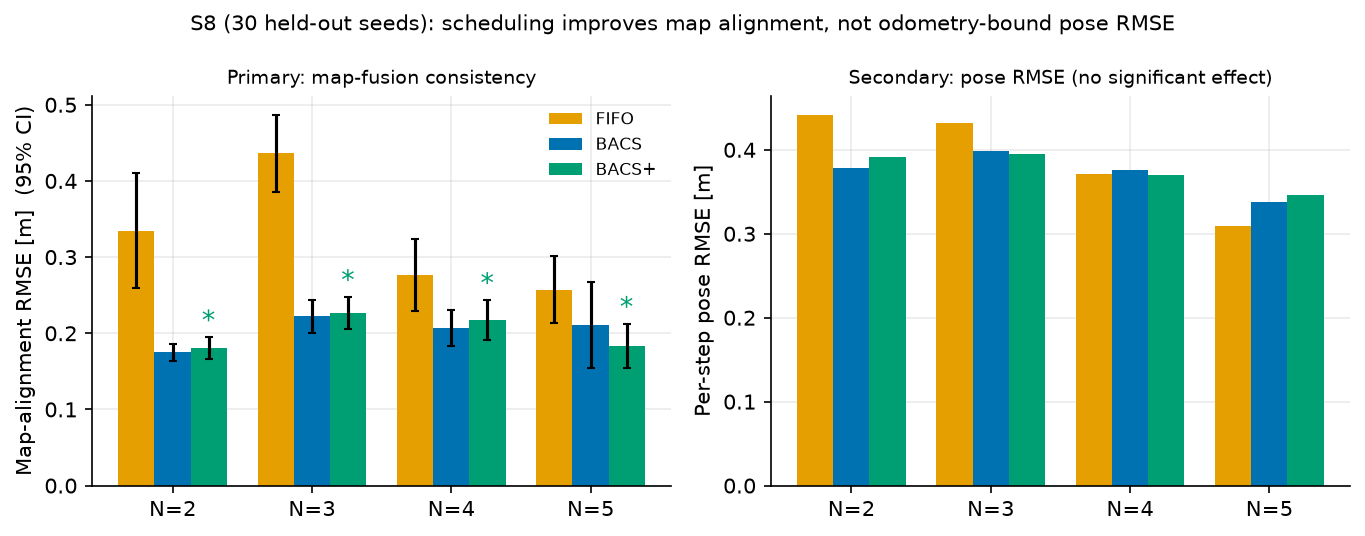 S8 (30 held-out seeds): scheduling improves map alignment, not odometry-bound pose RMSE
Primary: map-fusion consistency
Map-alignment RMSE [m]  (95% CI)
0.5
0.4
0.3
0.2
0.1
0.0
FIFO
BACS
BACS+
*
*
*
*
N=2
N=3
N=4
N=5
Secondary: pose RMSE (no significant effect)
Per-step pose RMSE [m]
0.4
0.3
0.2
0.1
0.0
N=2
N=3
N=4
N=5